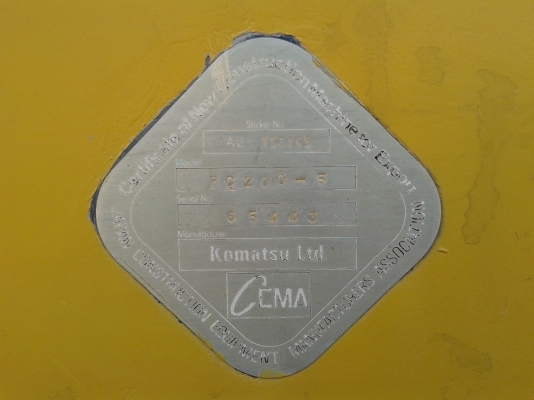 Certificate of New Construction Machine for Export
Sticker No.
Model
PC200-5
Serial No.
Manufacturer
Komatsu Ltd
CEMA
JAPAN CONSTRUCTION EQUIPMENT MANUFACTURERS ASSOCIATION